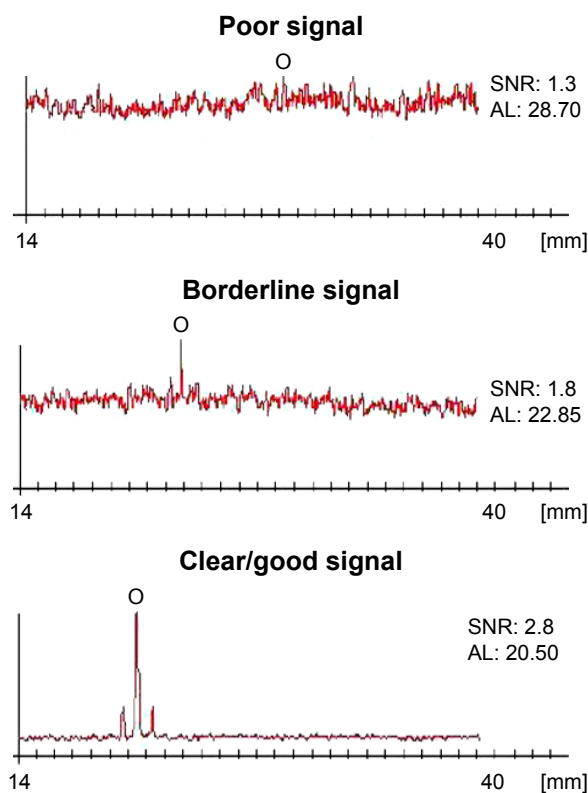 Poor signal
O
SNR: 1.3
AL: 28.70
14 40 [mm]
Borderline signal
O
SNR: 1.8
AL: 22.85
14 40 [mm]
Clear/good signal
O
SNR: 2.8
AL: 20.50
14 40 [mm]